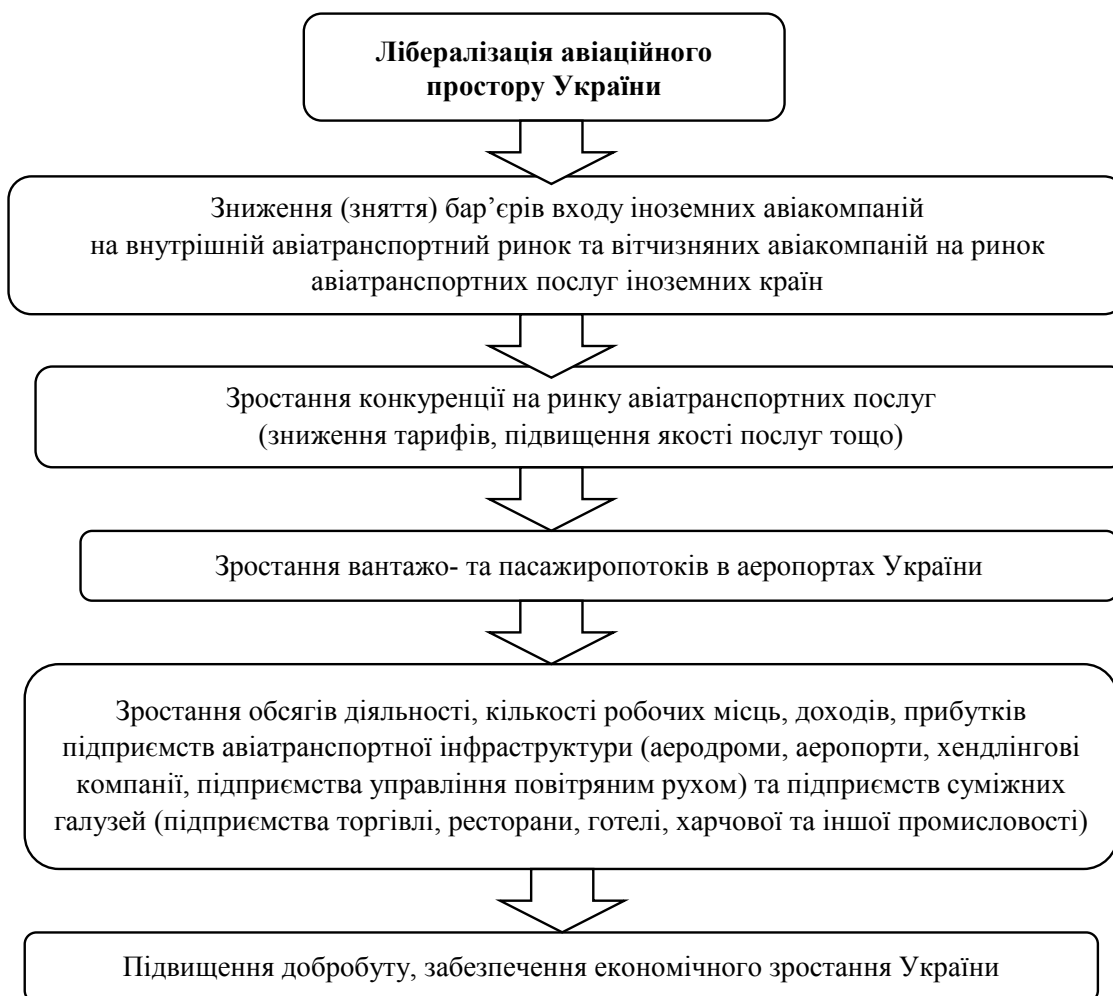 Лібералізація авіаційного
простору України
Зниження (зняття) бар’єрів входу іноземних авіакомпаній
на внутрішній авіатранспортний ринок та вітчизняних авіакомпаній на ринок
авіатранспортних послуг іноземних країн
Зростання конкуренції на ринку авіатранспортних послуг
(зниження тарифів, підвищення якості послуг тощо)
Зростання вантажо- та пасажиропотоків в аеропортах України
Зростання обсягів діяльності, кількості робочих місць, доходів, прибутків
підприємств авіатранспортної інфраструктури (аеродроми, аеропорти, хендлінгові
компанії, підприємства управління повітряним рухом) та підприємств суміжних
галузей (підприємства торгівлі, ресторани, готелі, харчової та іншої промисловості)
Підвищення добробуту, забезпечення економічного зростання України